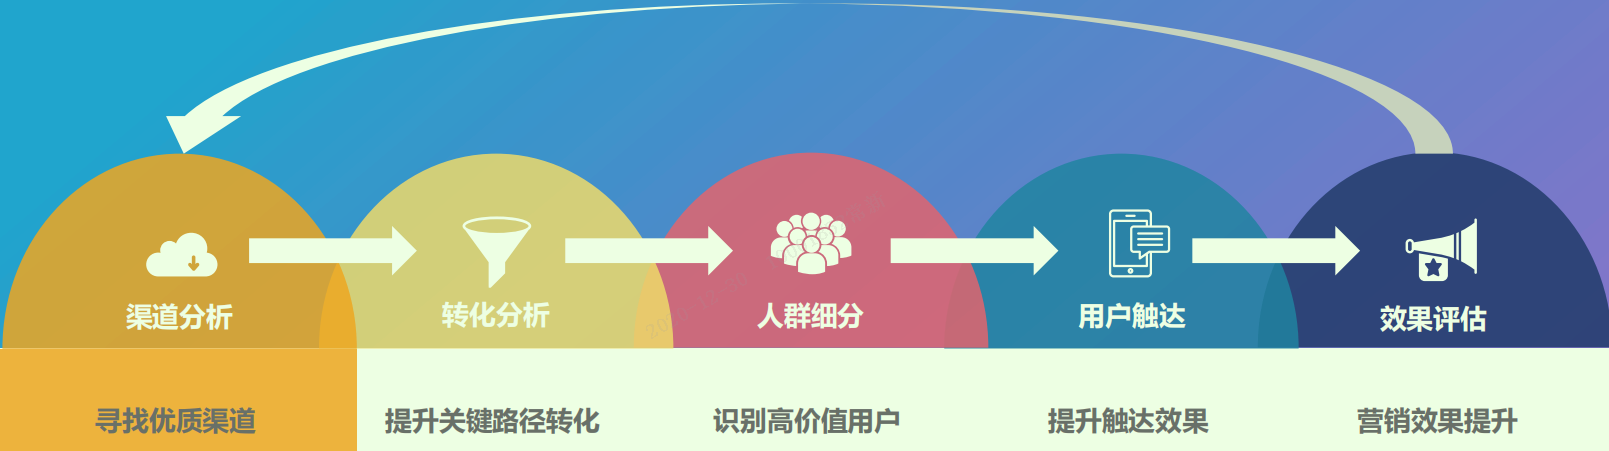 渠道分析
转化分析
人群细分
用户触达
效果评估
寻找优质渠道
提升关键路径转化
识别高价值用户
提升触达效果
营销效果提升